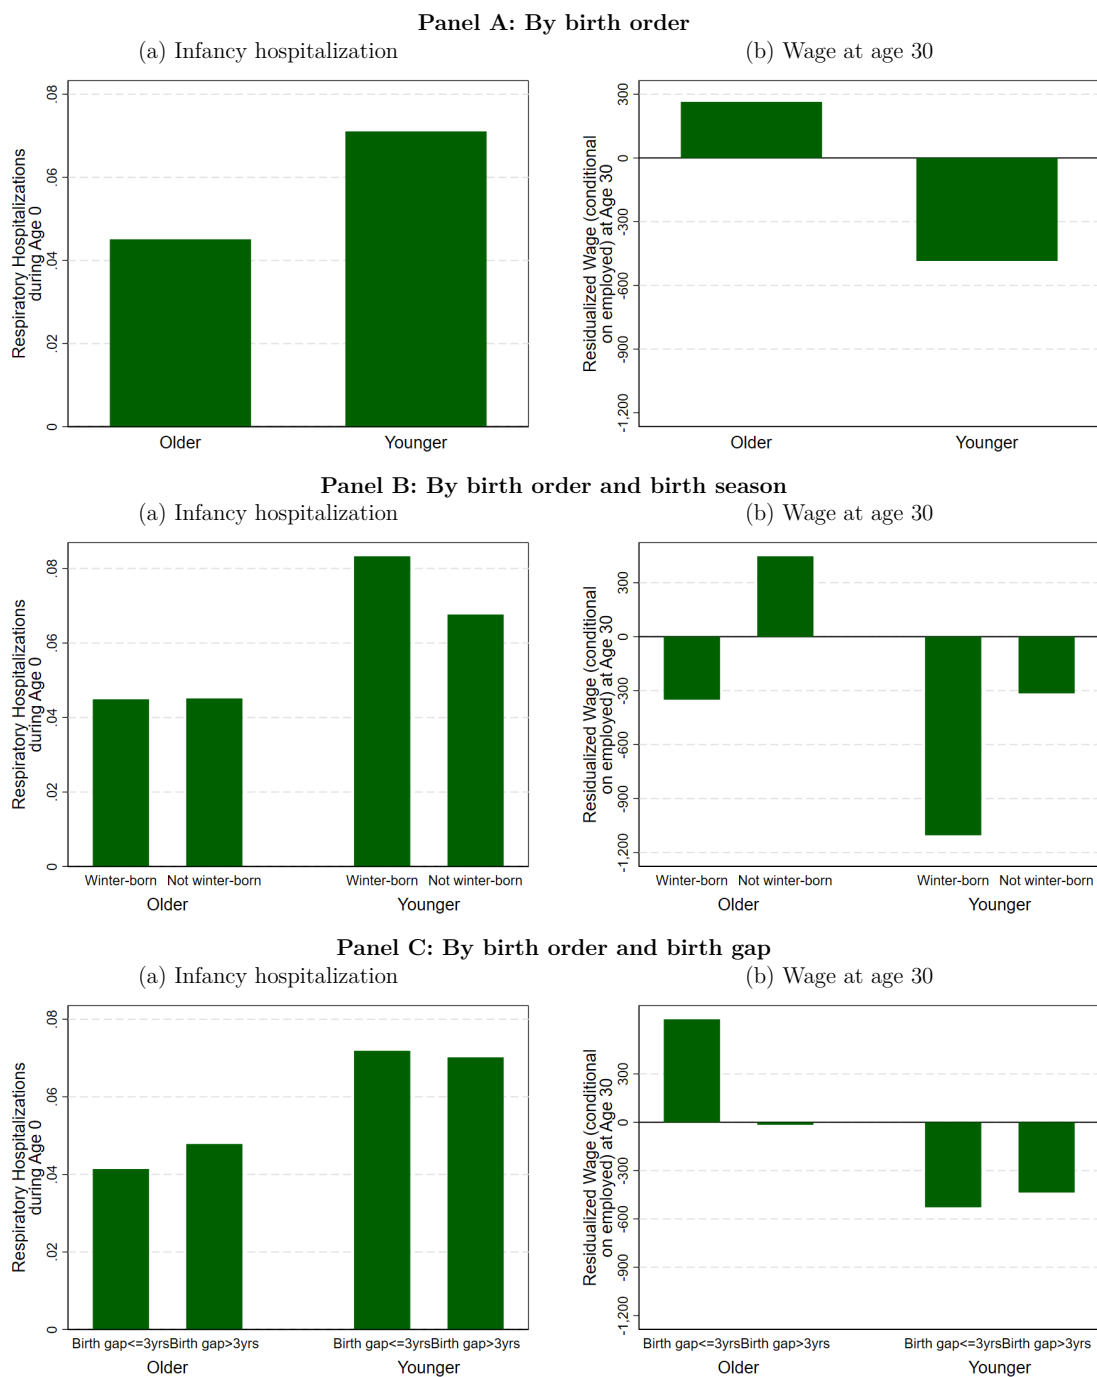 Panel A: By birth order
(a) Infancy hospitalization
Respiratory Hospitalizations
during Age 0
.08
.06
.04
.02
0
Older
Younger
(b) Wage at age 30
Residualized Wage (conditional
on employed) at Age 30
300
0
-300
-600
-900
-1,200
Older
Younger
Panel B: By birth order and birth season
(a) Infancy hospitalization
Respiratory Hospitalizations
during Age 0
.08
.06
.04
.02
0
Winter-born Not winter-born Winter-born Not winter-born
Older Younger
(b) Wage at age 30
Residualized Wage (conditional
on employed) at Age 30
300
0
-300
-600
-900
-1,200
Winter-born Not winter-born Winter-born Not winter-born
Older Younger
Panel C: By birth order and birth gap
(a) Infancy hospitalization
Respiratory Hospitalizations
during Age 0
.08
.06
.04
.02
0
Birth gap<=3yrs Birth gap>3yrs Birth gap<=3yrs Birth gap>3yrs
Older Younger
(b) Wage at age 30
Residualized Wage (conditional
on employed) at Age 30
300
0
-300
-600
-900
-1,200
Birth gap<=3yrs Birth gap>3yrs Birth gap<=3yrs Birth gap>3yrs
Older Younger